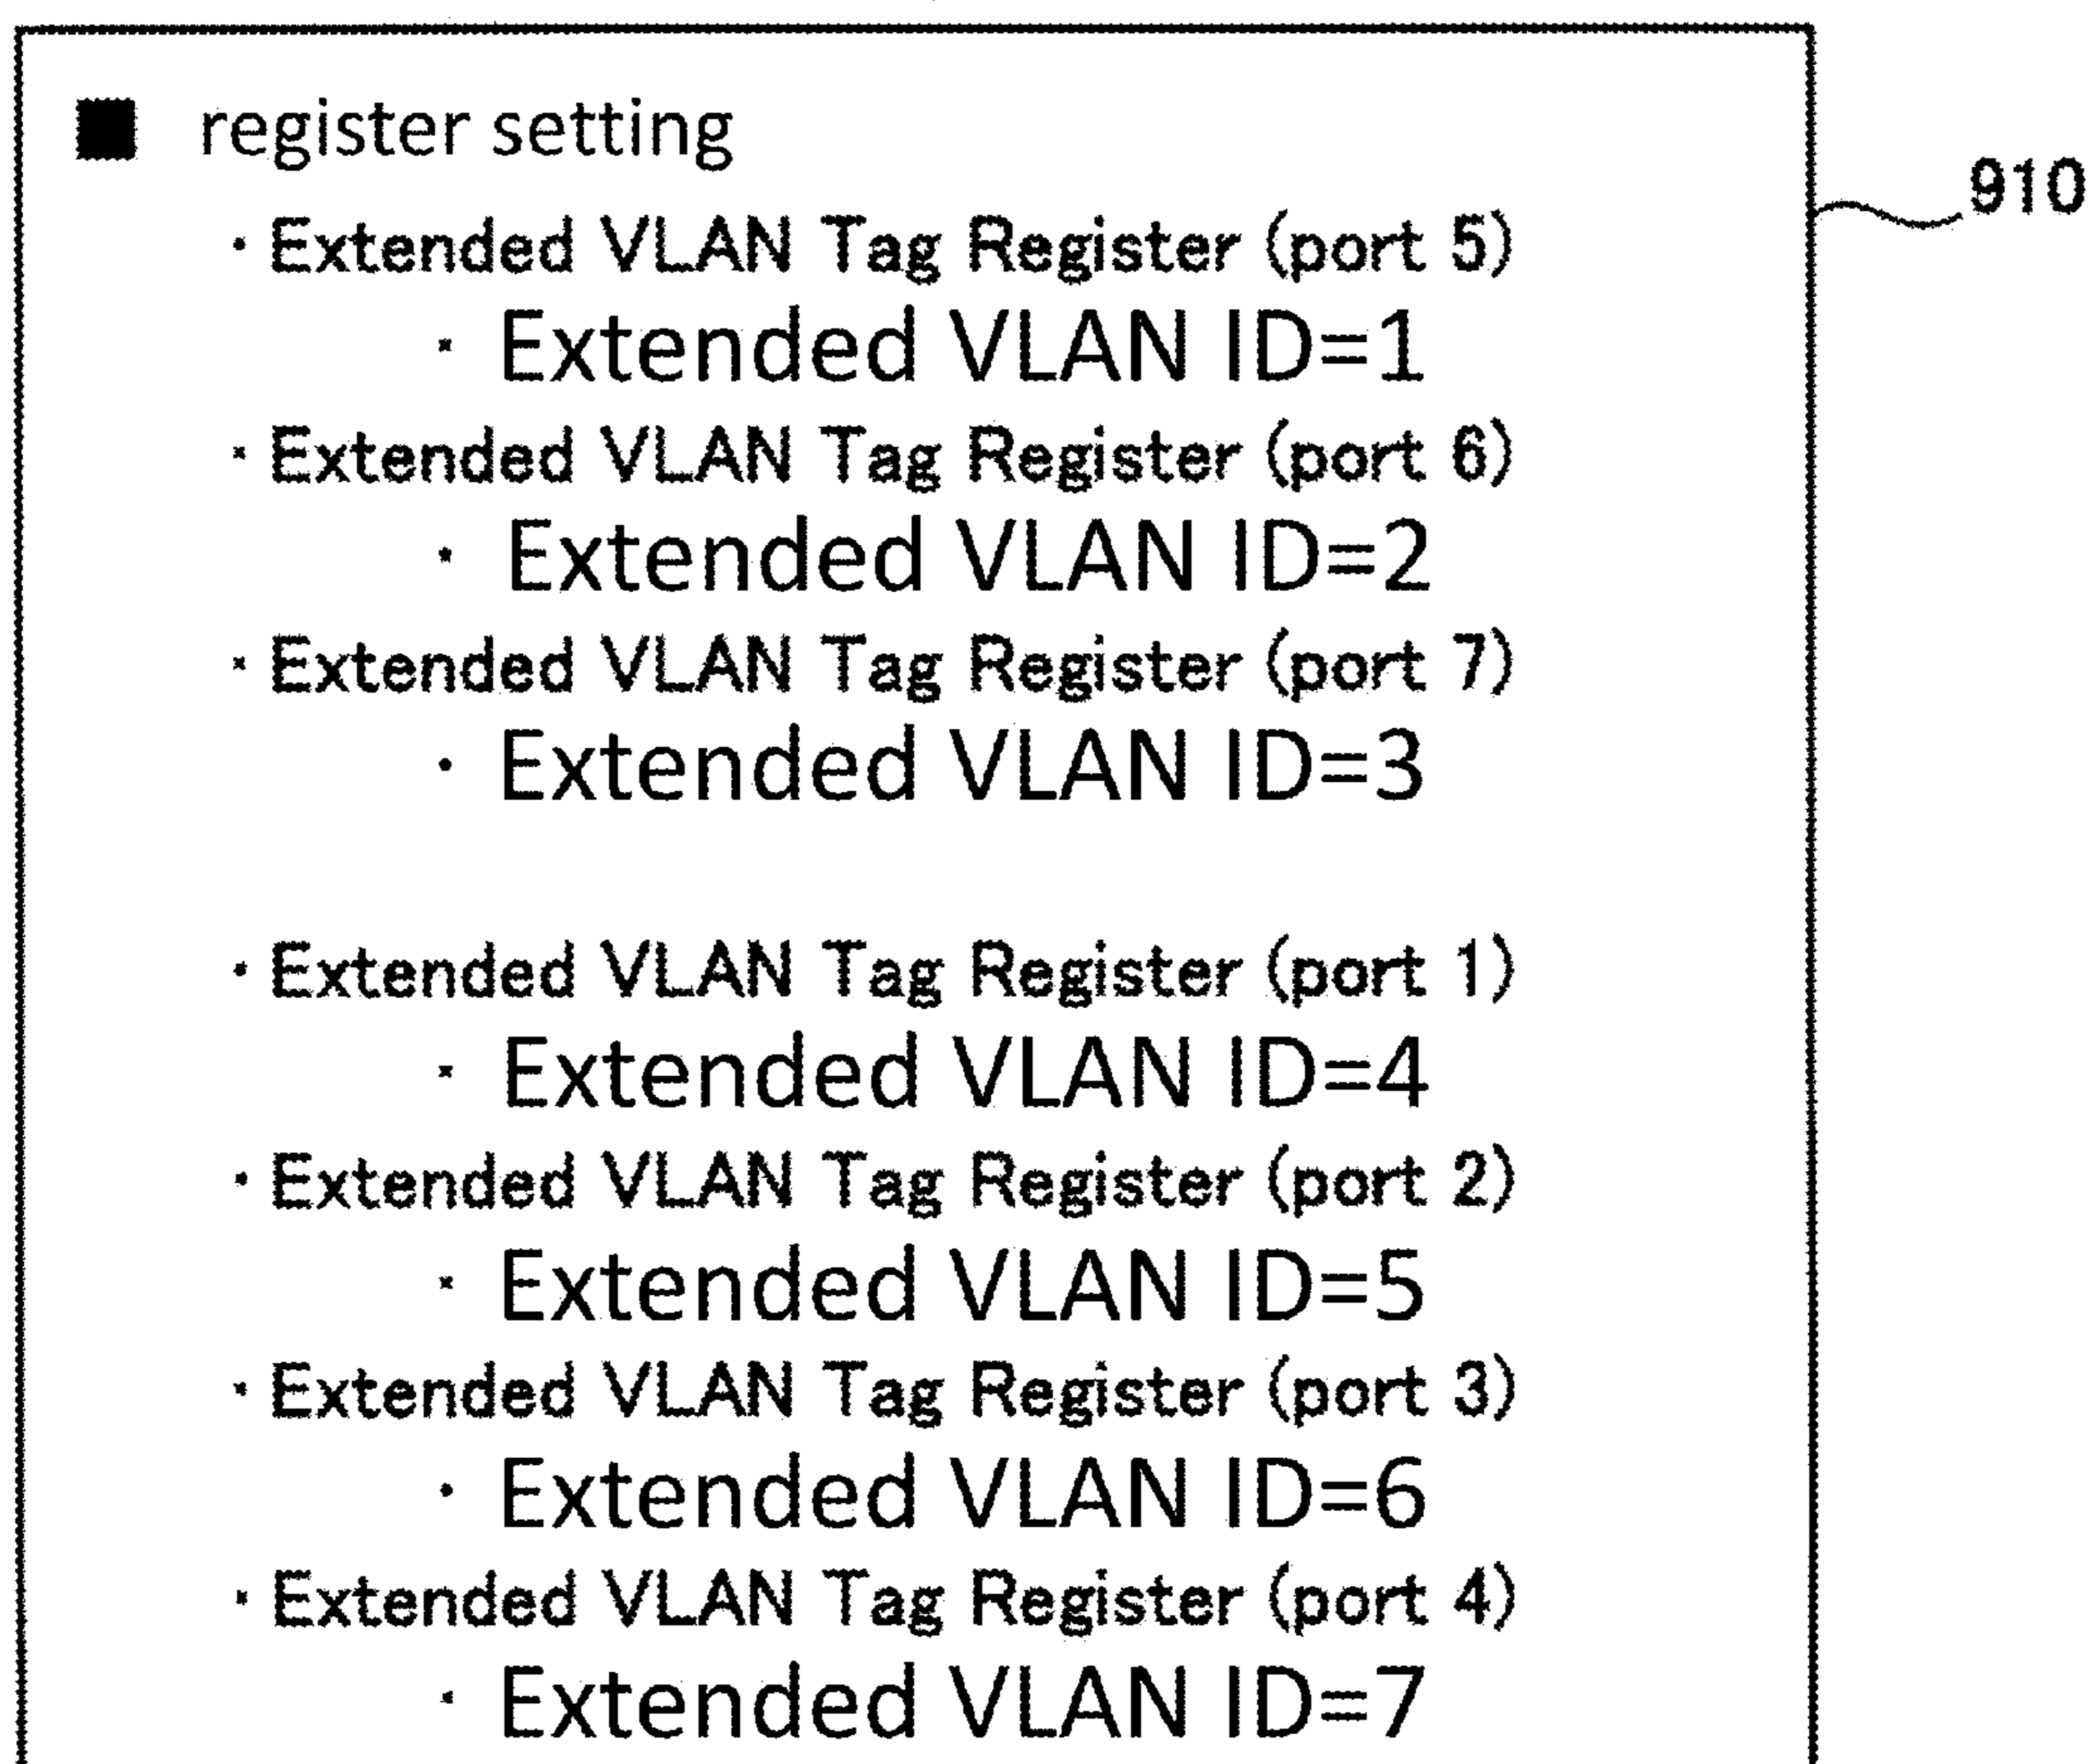 ■ register setting
・Extended VLAN Tag Register (port 5)
・Extended VLAN ID=1
・Extended VLAN Tag Register (port 6)
・Extended VLAN ID=2
・Extended VLAN Tag Register (port 7)
・Extended VLAN ID=3
・Extended VLAN Tag Register (port 1)
・Extended VLAN ID=4
・Extended VLAN Tag Register (port 2)
・Extended VLAN ID=5
・Extended VLAN Tag Register (port 3)
・Extended VLAN ID=6
・Extended VLAN Tag Register (port 4)
・Extended VLAN ID=7
910